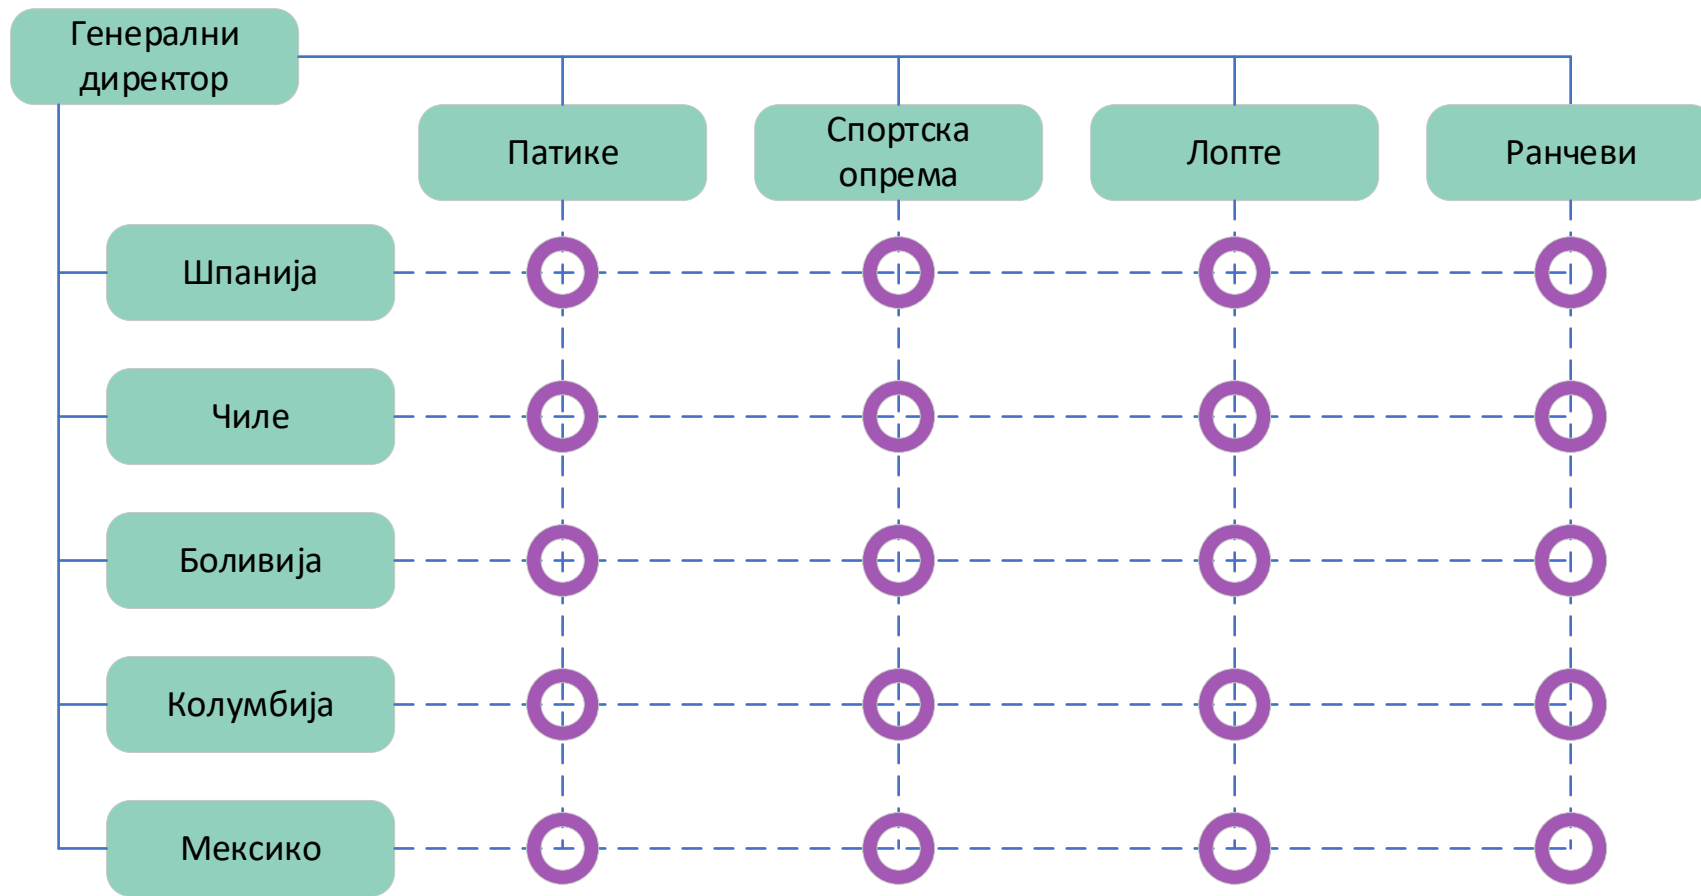 Генерални
директор
Патике
Спортска
опрема
Лопте
Ранчеви
Шпанија
Чиле
Боливија
Колумбија
Мексико